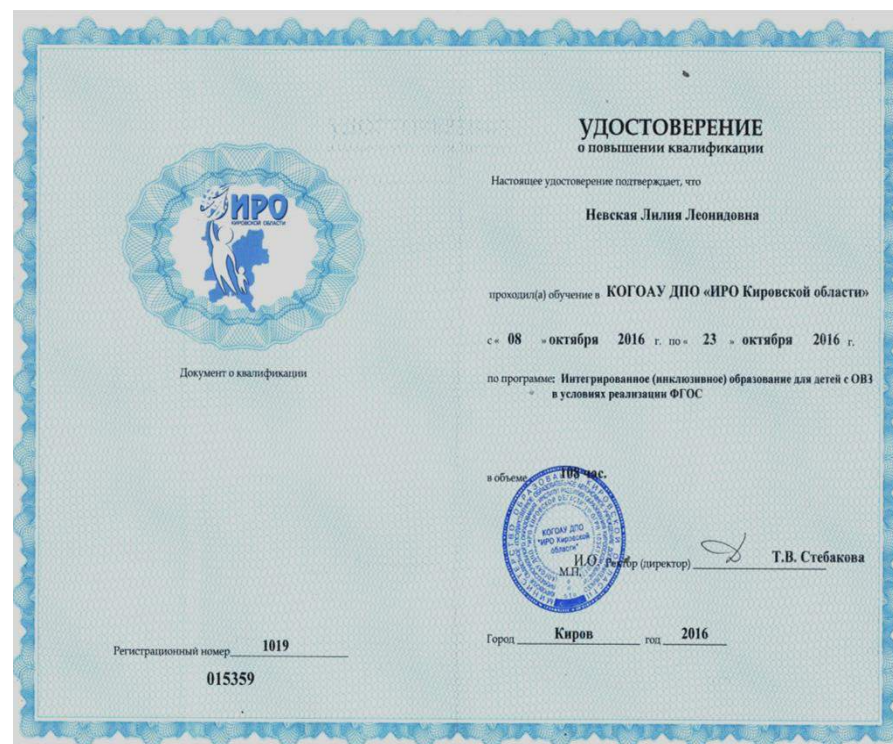 ИРО
КИРОВСКОЙ ОБЛАСТИ
Документ о квалификации
Регистрационный номер 1019
015359
УДОСТОВЕРЕНИЕ
о повышении квалификации
Настоящее удостоверение подтверждает, что
Невская Лилия Леонидовна
проходил(а) обучение в КОГОАУ ДПО «ИРО Кировской области»
с « 08 » октября 2016 г. по « 23 » октября 2016 г.
по программе: Интегрированное (инклюзивное) образование для детей с ОВЗ
в условиях реализации ФГОС
в объеме 108 час.
КОГОАУ ДПО
"ИРО Кировской
области"
М.П.
И.О. Ректор (директор) Т.В. Стебакова
Город Киров год 2016